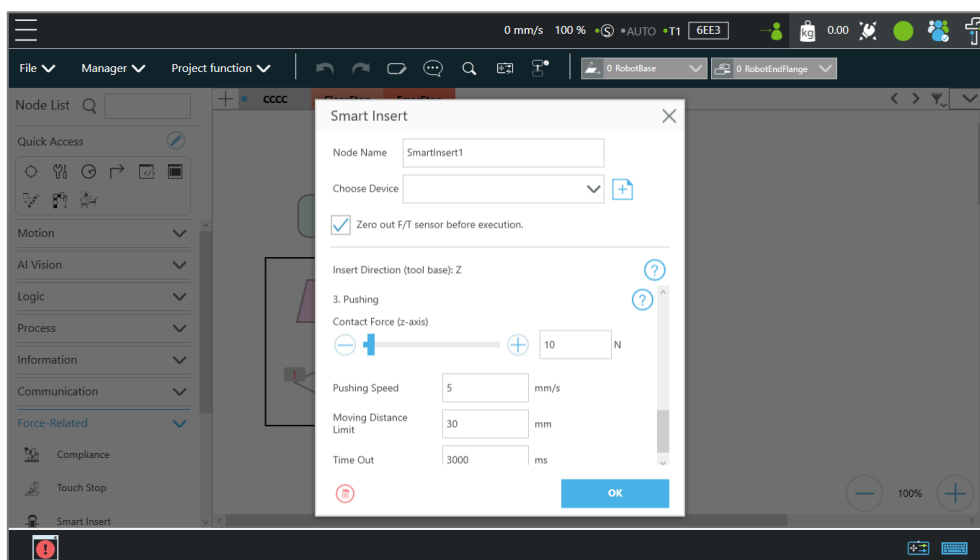 0 mm/s 100 % S AUTO T1 6EE3 kg 0.00
File Manager Project function 0 RobotBase 0 RobotEndFlange
Node List cccc
Smart Insert
Quick Access
Node Name SmartInsert1
Choose Device
Zero out F/T sensor before execution.
Motion
AI Vision
Insert Direction (tool base): Z ?
Logic
3. Pushing ?
Process
Contact Force (z-axis)
10 N
Information
Communication
Pushing Speed 5 mm/s
Force-Related
Moving Distance
Limit 30 mm
Compliance
Time Out 3000 ms
Touch Stop
OK 100%
Smart Insert